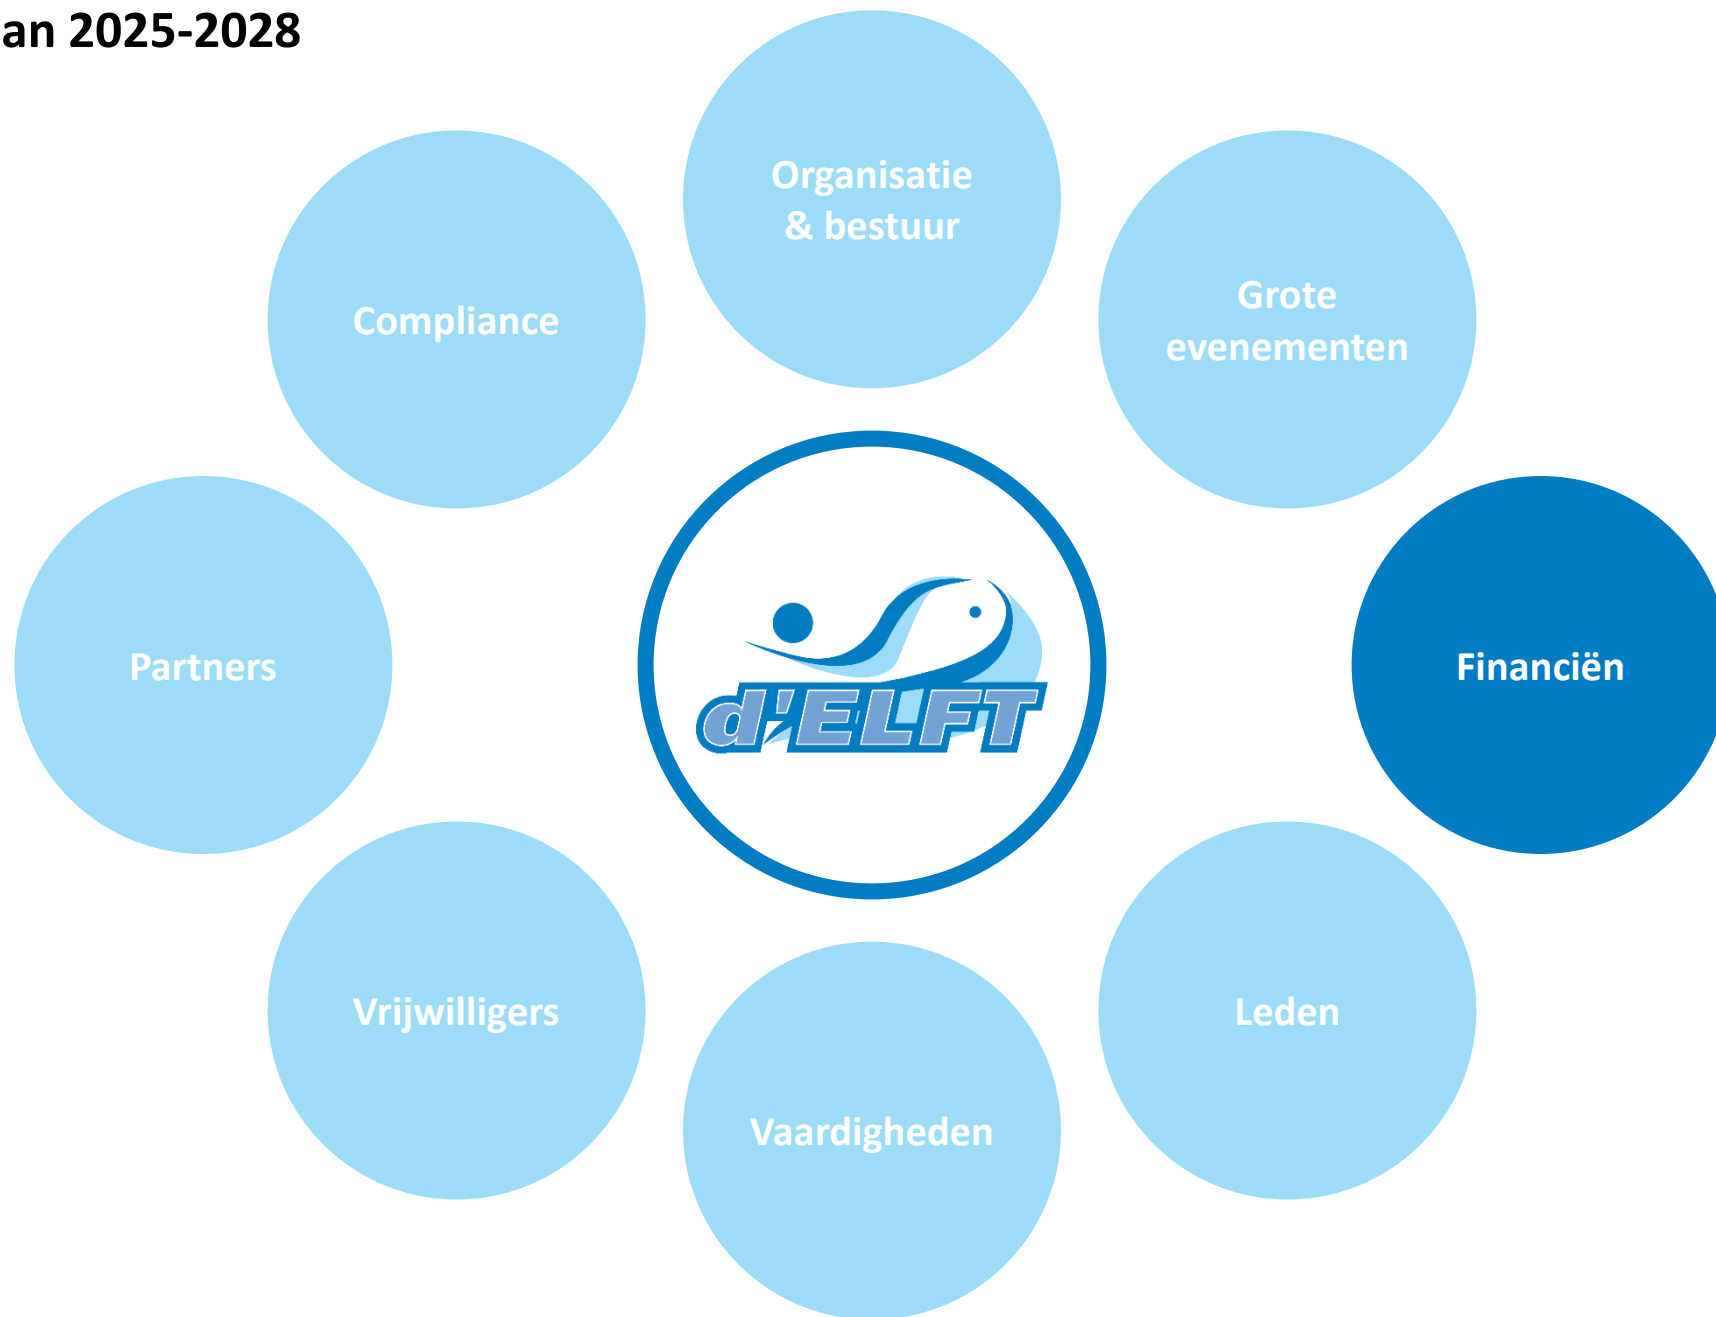 an 2025-2028
Organisatie
& bestuur
Grote
evenementen
Compliance
Partners
d'ELFT
Financiën
Vrijwilligers
Leden
Vaardigheden